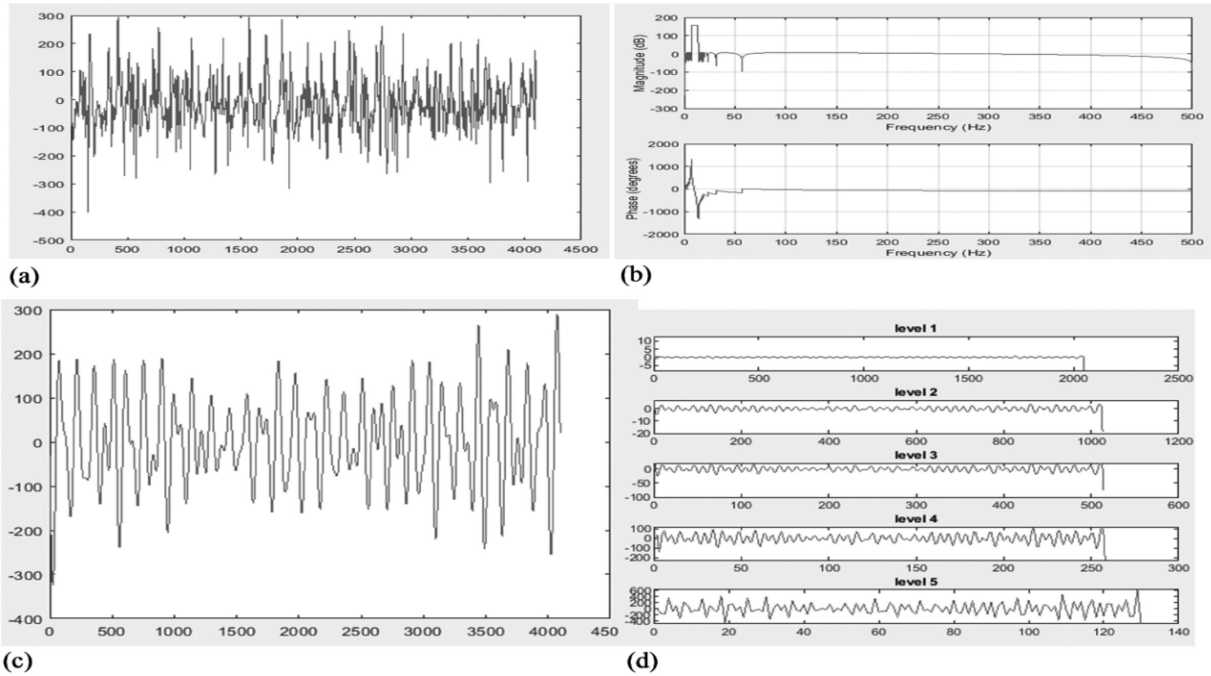 300
200
100
0
-100
-200
-300
-400
-500
0 500 1000 1500 2000 2500 3000 3500 4000 4500
(a)
Magnitude (dB)
200
100
0
-100
-200
-300
0 50 100 150 200 250 300 350 400 450 500
Frequency (Hz)
Phase (degrees)
2000
1000
0
-1000
-2000
0 50 100 150 200 250 300 350 400 450 500
Frequency (Hz)
(b)
300
200
100
0
-100
-200
-300
-400
0 500 1000 1500 2000 2500 3000 3500 4000 450
(c)
level 1
10
5
0
-5
0 500 1000 1500 2000 2500
level 2
0
-10
-20
0 200 400 600 800 1000 1200
level 3
0
-50
-100
0 100 200 300 400 500 600
level 4
100
0
-100
-200
0 50 100 150 200 250 300
level 5
600
400
200
0
-200
-400
0 20 40 60 80 100 120 140
(d)